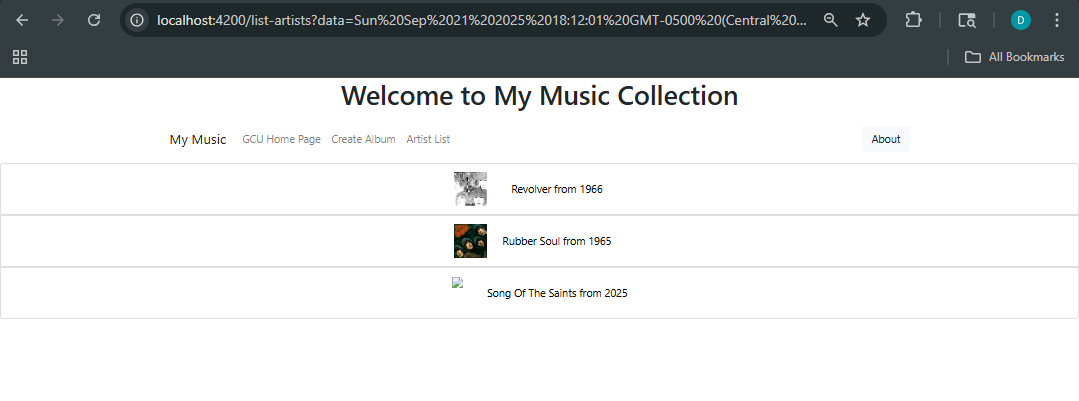 localhost:4200/list-artists?data=Sun%20Sep%2021%202025%2018:12:01%20GMT-0500%20(Central%20...
D
All Bookmarks
Welcome to My Music Collection
My Music GCU Home Page Create Album Artist List About
Revolver from 1966
Rubber Soul from 1965
Song Of The Saints from 2025